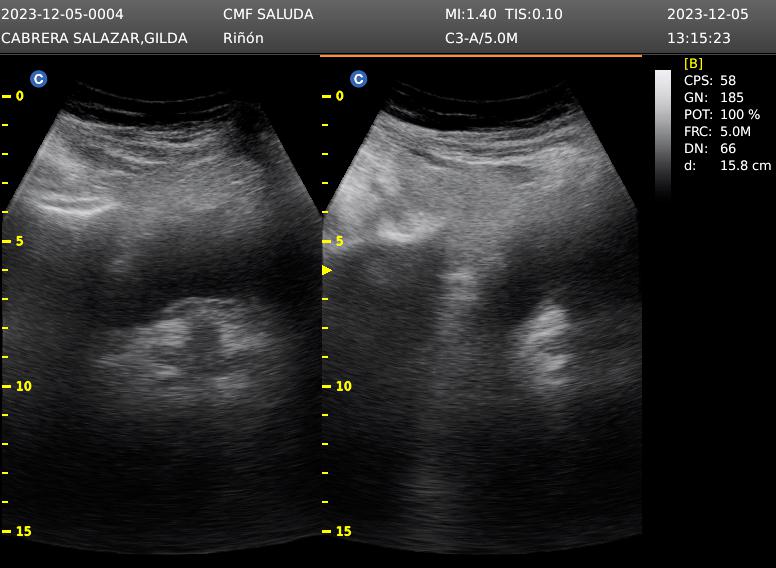 2023-12-05-0004 CMF SALUDA MI:1.40 TIS:0.10 2023-12-05
CABRERA SALAZAR,GILDA Riñón C3-A/5.0M 13:15:23
C C
[B]
CPS: 58
GN: 185
POT: 100 %
FRC: 5.0M
DN: 66
d: 15.8 cm
0 0
5 5
10 10
15 15